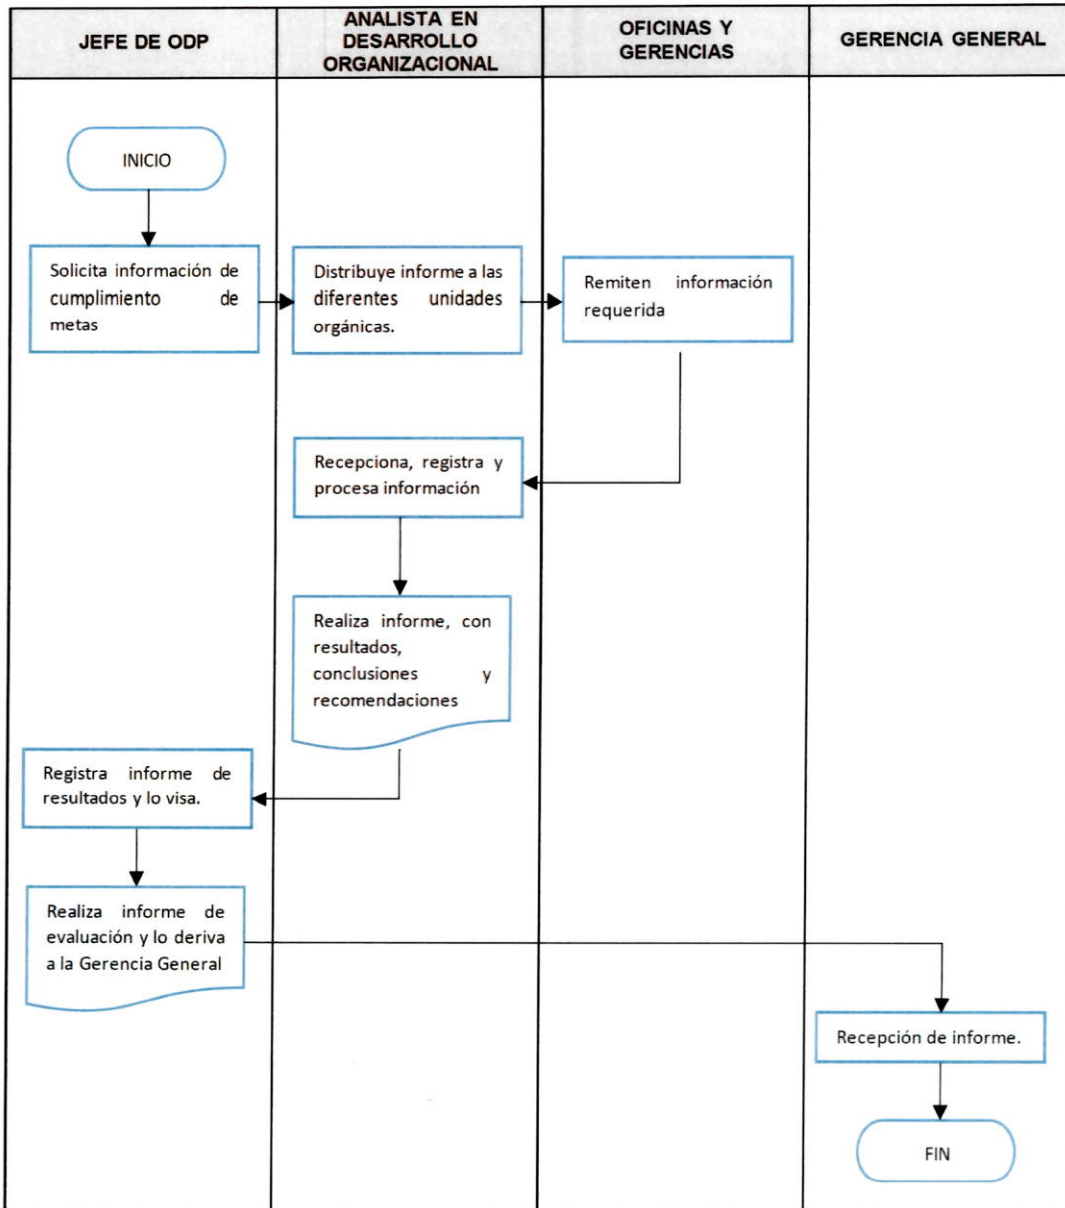 JEFE DE ODP
ANALISTA EN
DESARROLLO
ORGANIZACIONAL
OFICINAS Y
GERENCIAS
GERENCIA GENERAL
INICIO
Solicita información de
cumplimiento de
metas
Distribuye informe a las
diferentes unidades
orgánicas.
Remiten información
requerida
Recepciona, registra y
procesa información
Realiza informe, con
resultados,
conclusiones y
recomendaciones
Registra informe de
resultados y lo visa.
Realiza informe de
evaluación y lo deriva
a la Gerencia General
Recepción de informe.
FIN